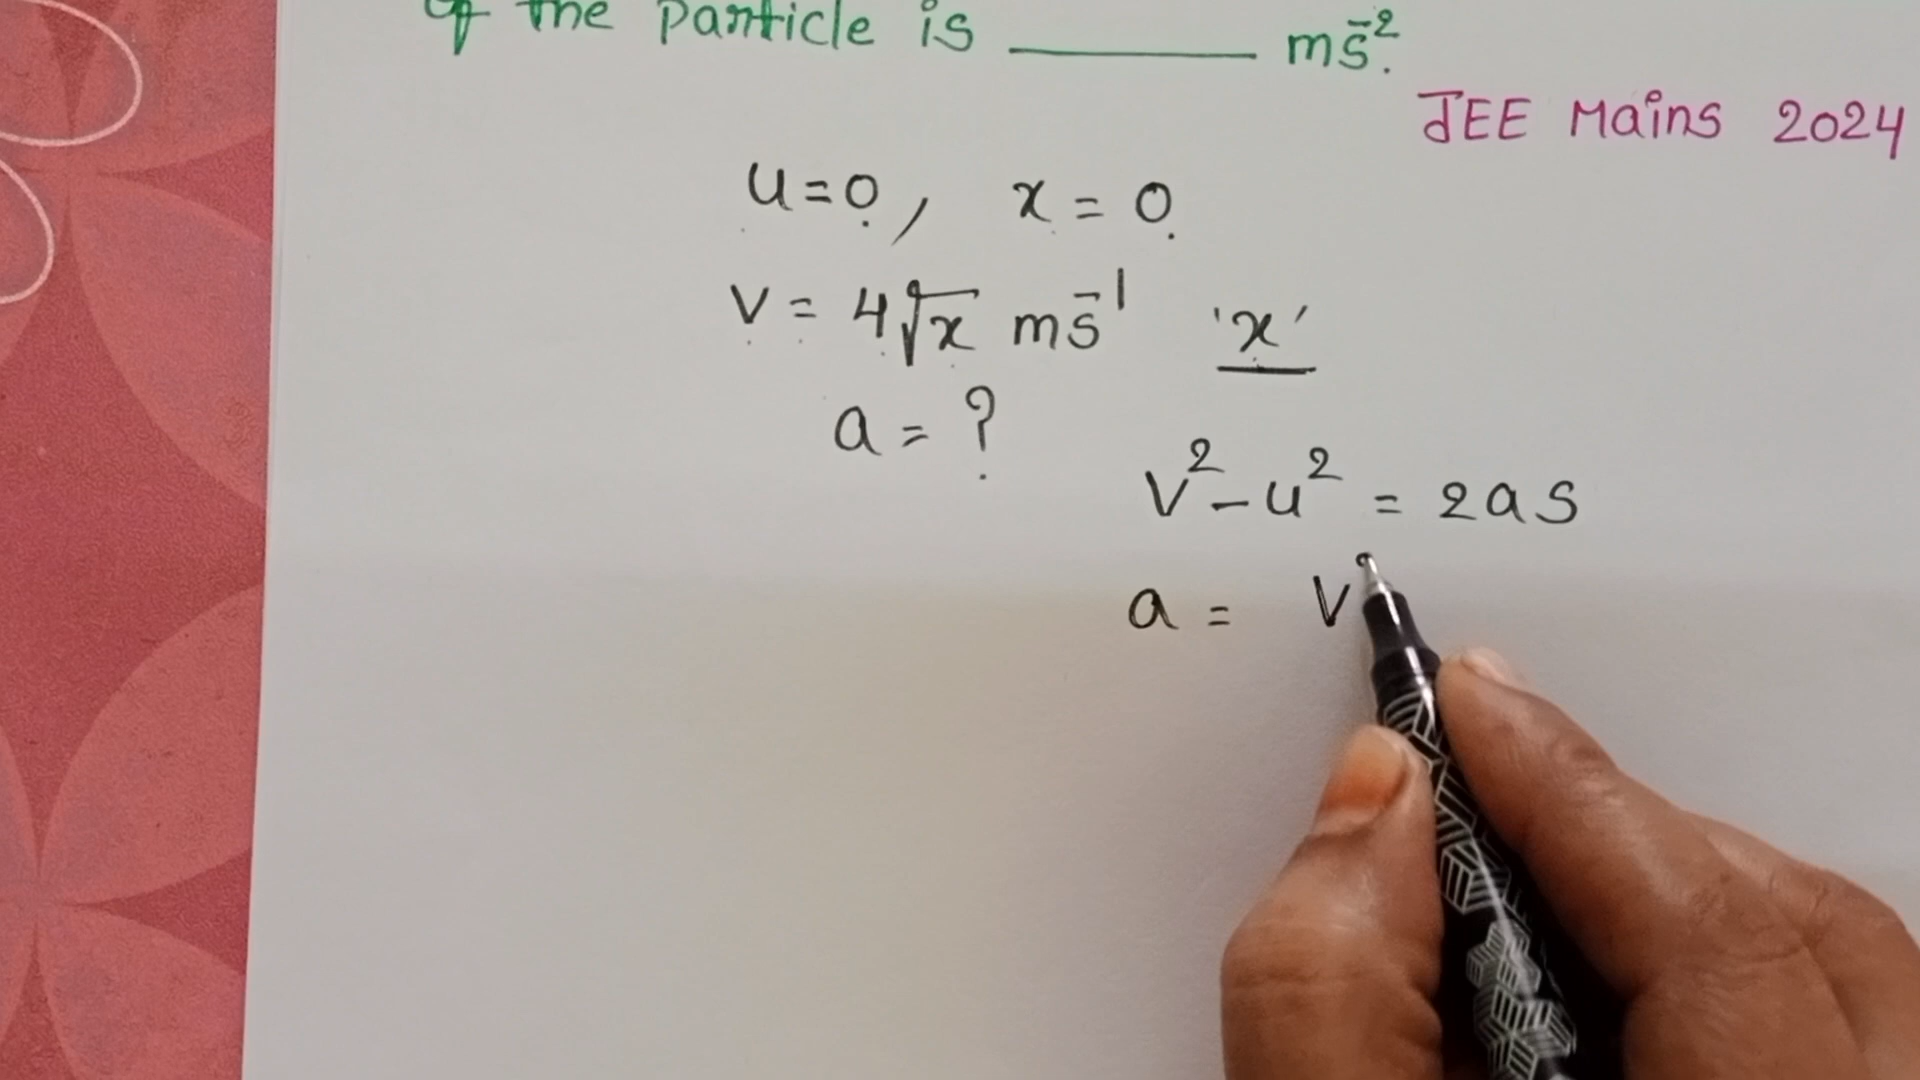 of the particle is ______ ms⁻².
JEE Mains 2024
u = 0, x = 0
v = 4√x ms⁻¹ 'x'
a = ?
v² - u² = 2as
a = v